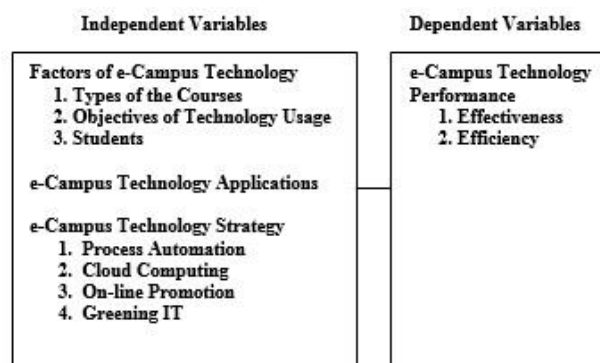 Independent Variables
Factors of e-Campus Technology
1. Types of the Courses
2. Objectives of Technology Usage
3. Students
e-Campus Technology Applications
e-Campus Technology Strategy
1. Process Automation
2. Cloud Computing
3. On-line Promotion
4. Greening IT
Dependent Variables
e-Campus Technology
Performance
1. Effectiveness
2. Efficiency